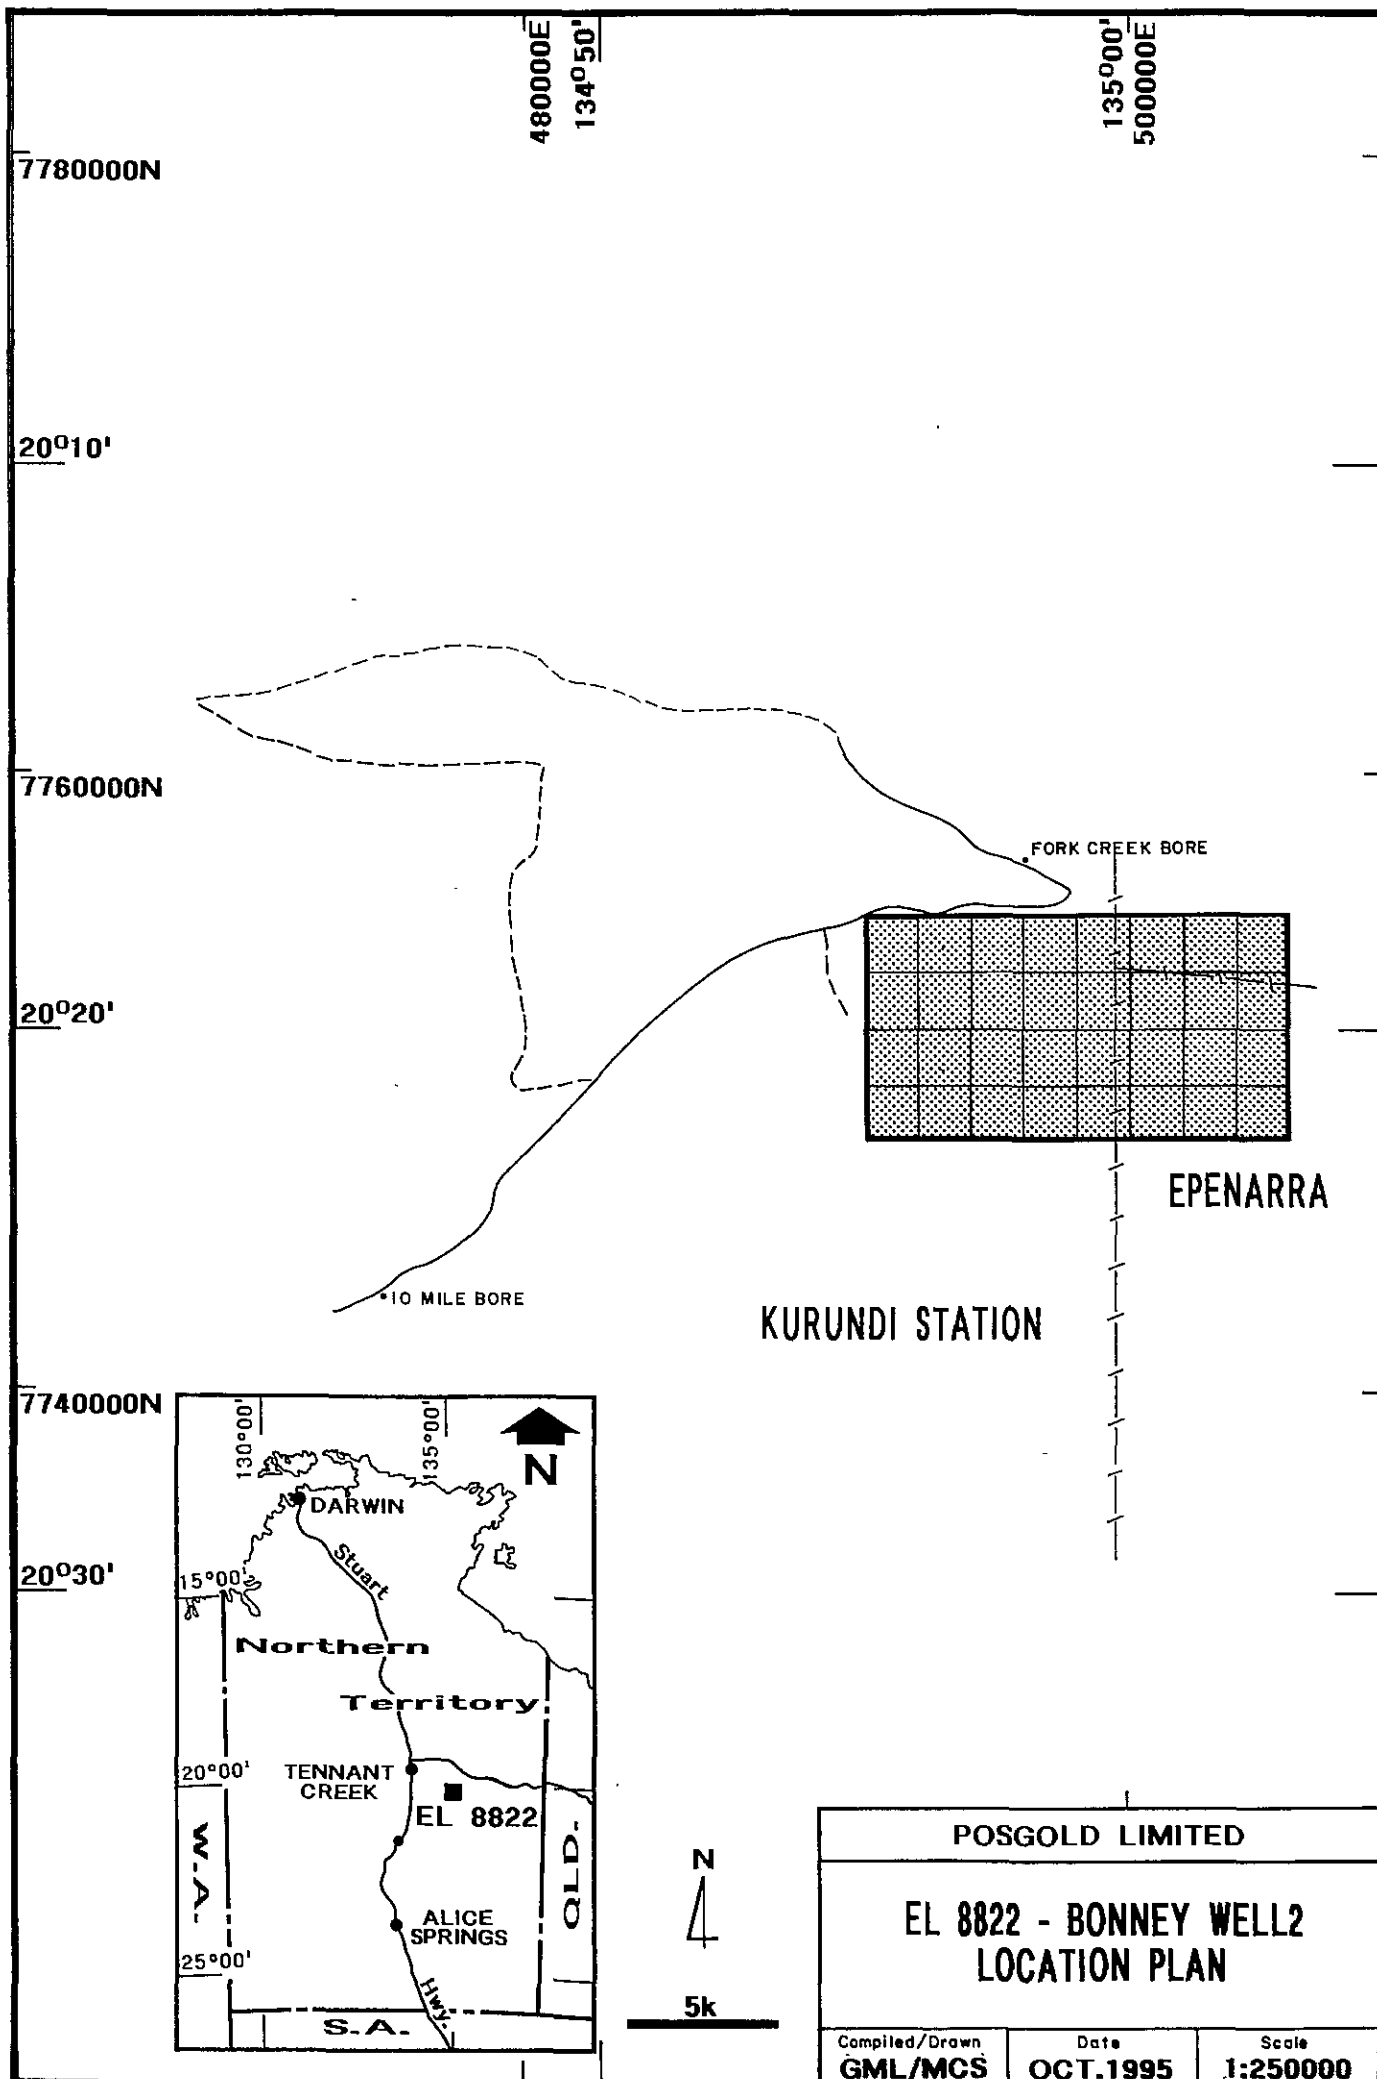 480000E
134°50'
135°00'
500000E
7780000N
20°10'
7760000N
FORK CREEK BORE
20°20'
EPENARRA
10 MILE BORE
KURUNDI STATION
7740000N
130°00'
135°00'
N
DARWIN
Stuart
15°00'
20°30'
Northern
Territory
20°00'
TENNANT
CREEK
EL 8822
W.A.
QLD.
ALICE
SPRINGS
25°00'
Hwy.
S.A.
N
5k
POSGOLD LIMITED
EL 8822 - BONNEY WELL2
LOCATION PLAN
Compiled/Drawn
GML/MCS
Date
OCT.1995
Scale
1:250000